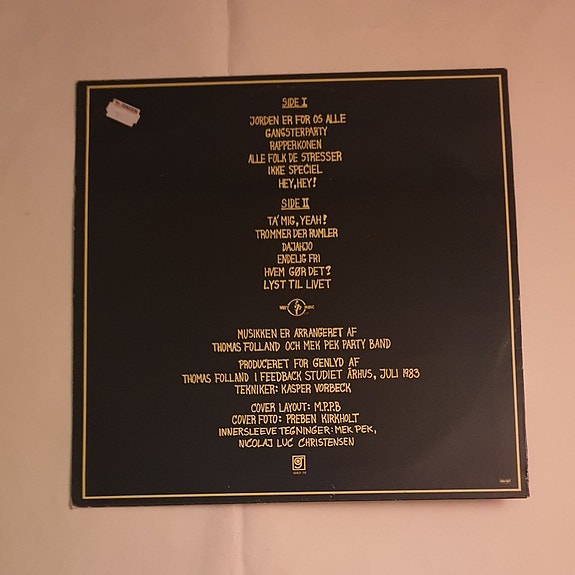 SIDE I
JORDEN ER FOR OS ALLE
GANGSTERPARTY
RAPPERKONEN
ALLE FOLK DE STRESSER
IKKE SPECIEL
HEY, HEY!
SIDE II
TA' MIG, YEAH!
TROMMER DER RUMLER
DAJAHJO
ENDELIG FRI
HVEM GØR DET?
LYST TIL LIVET
MUSIKKEN ER ARRANGERET AF
THOMAS FOLLAND OCH MEK PEK PARTY BAND
PRODUCERET FOR GENLYD AF
THOMAS FOLLAND I FEEDBACK STUDIET ÅRHUS, JULI 1983
TEKNIKER: KASPER VORBECK
COVER LAYOUT: M.P.P.B
COVER FOTO: PREBEN KIRKHOLT
INNERSLEEVE TEGNINGER: MEK PEK,
NICOLAJ LUC CHRISTENSEN